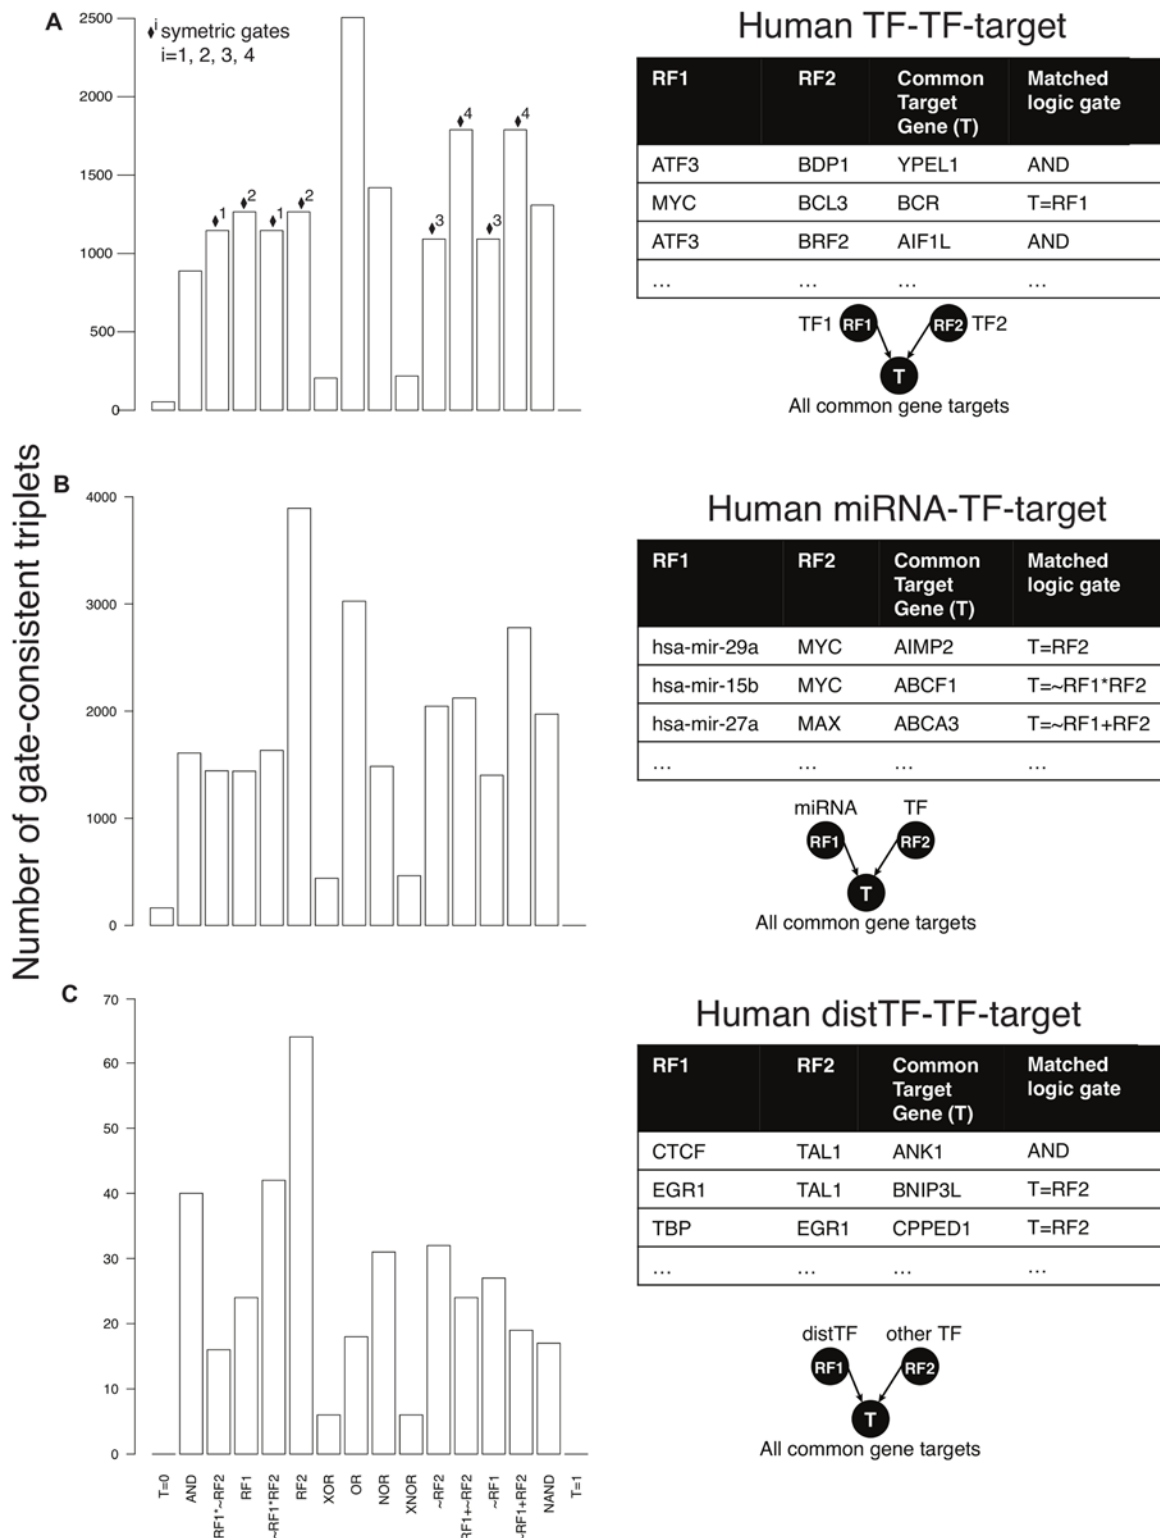 A
2500
2000
1500
1000
500
0
i symetric gates
i=1, 2, 3, 4
1
2
1
2
3
4
3
4
Human TF-TF-target
RF1 RF2 Common Target Gene (T) Matched logic gate
ATF3 BDP1 YPEL1 AND
MYC BCL3 BCR T=RF1
ATF3 BRF2 AIF1L AND
... ... ... ...
TF1 RF1 RF2 TF2
T
All common gene targets
Number of gate-consistent triplets
B
4000
3000
2000
1000
0
Human miRNA-TF-target
RF1 RF2 Common Target Gene (T) Matched logic gate
hsa-mir-29a MYC AIMP2 T=RF2
hsa-mir-15b MYC ABCF1 T=~RF1*RF2
hsa-mir-27a MAX ABCA3 T=~RF1+RF2
... ... ... ...
miRNA TF
RF1 RF2
T
All common gene targets
C
70
60
50
40
30
20
10
0
T=0
AND
RF1*~RF2
RF1
~RF1*RF2
RF2
XOR
OR
NOR
XNOR
~RF2
RF1+~RF2
~RF1
~RF1+RF2
NAND
T=1
Human distTF-TF-target
RF1 RF2 Common Target Gene (T) Matched logic gate
CTCF TAL1 ANK1 AND
EGR1 TAL1 BNIP3L T=RF2
TBP EGR1 CPPED1 T=RF2
... ... ... ...
distTF other TF
RF1 RF2
T
All common gene targets